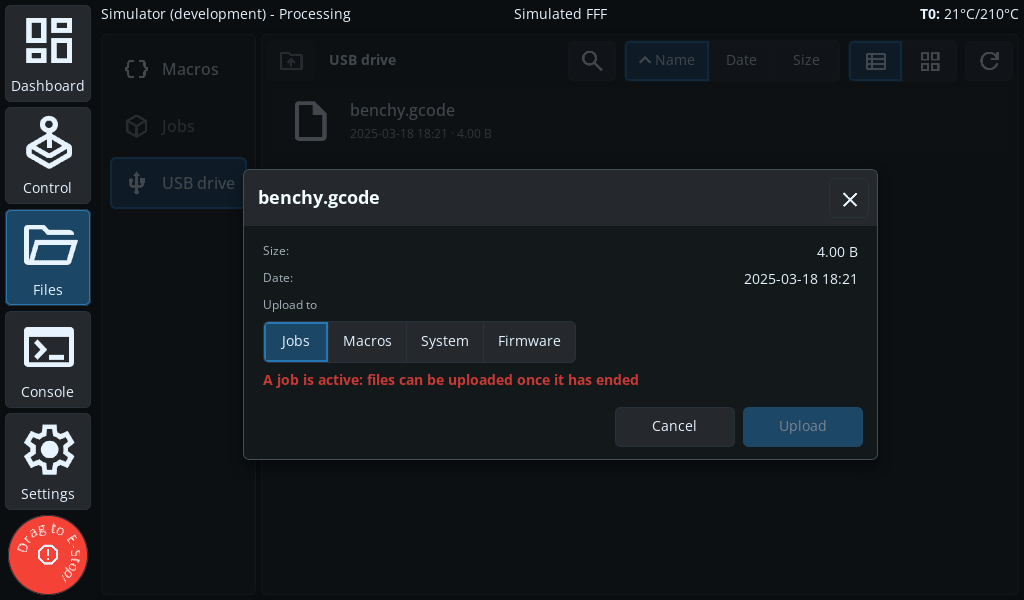 Simulator (development) - Processing
Simulated FFF
T0: 21°C/210°C
Dashboard
Control
Files
Console
Settings
Drag to E-Stop!
Macros
Jobs
USB drive
USB drive
Name
Date
Size
benchy.gcode
2025-03-18 18:21 · 4.00 B
benchy.gcode
Size:
4.00 B
Date:
2025-03-18 18:21
Upload to
Jobs
Macros
System
Firmware
A job is active: files can be uploaded once it has ended
Cancel
Upload